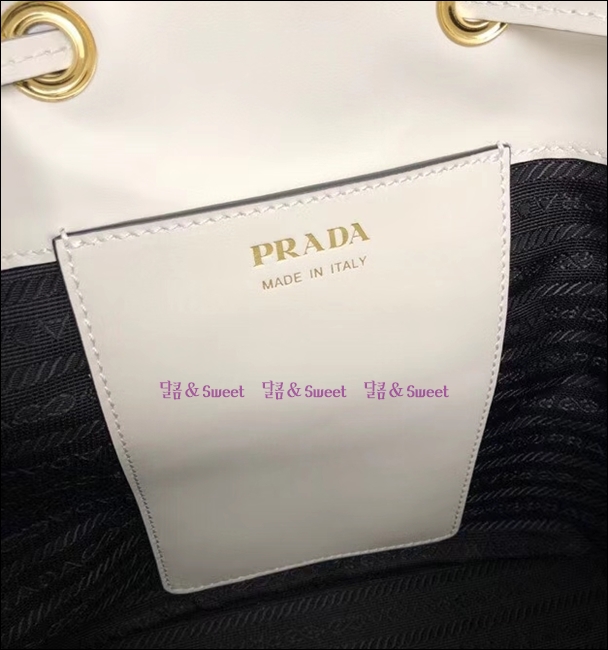 PRADA
MADE IN ITALY
달콤 & Sweet 달콤 & Sweet 달콤 & Sweet